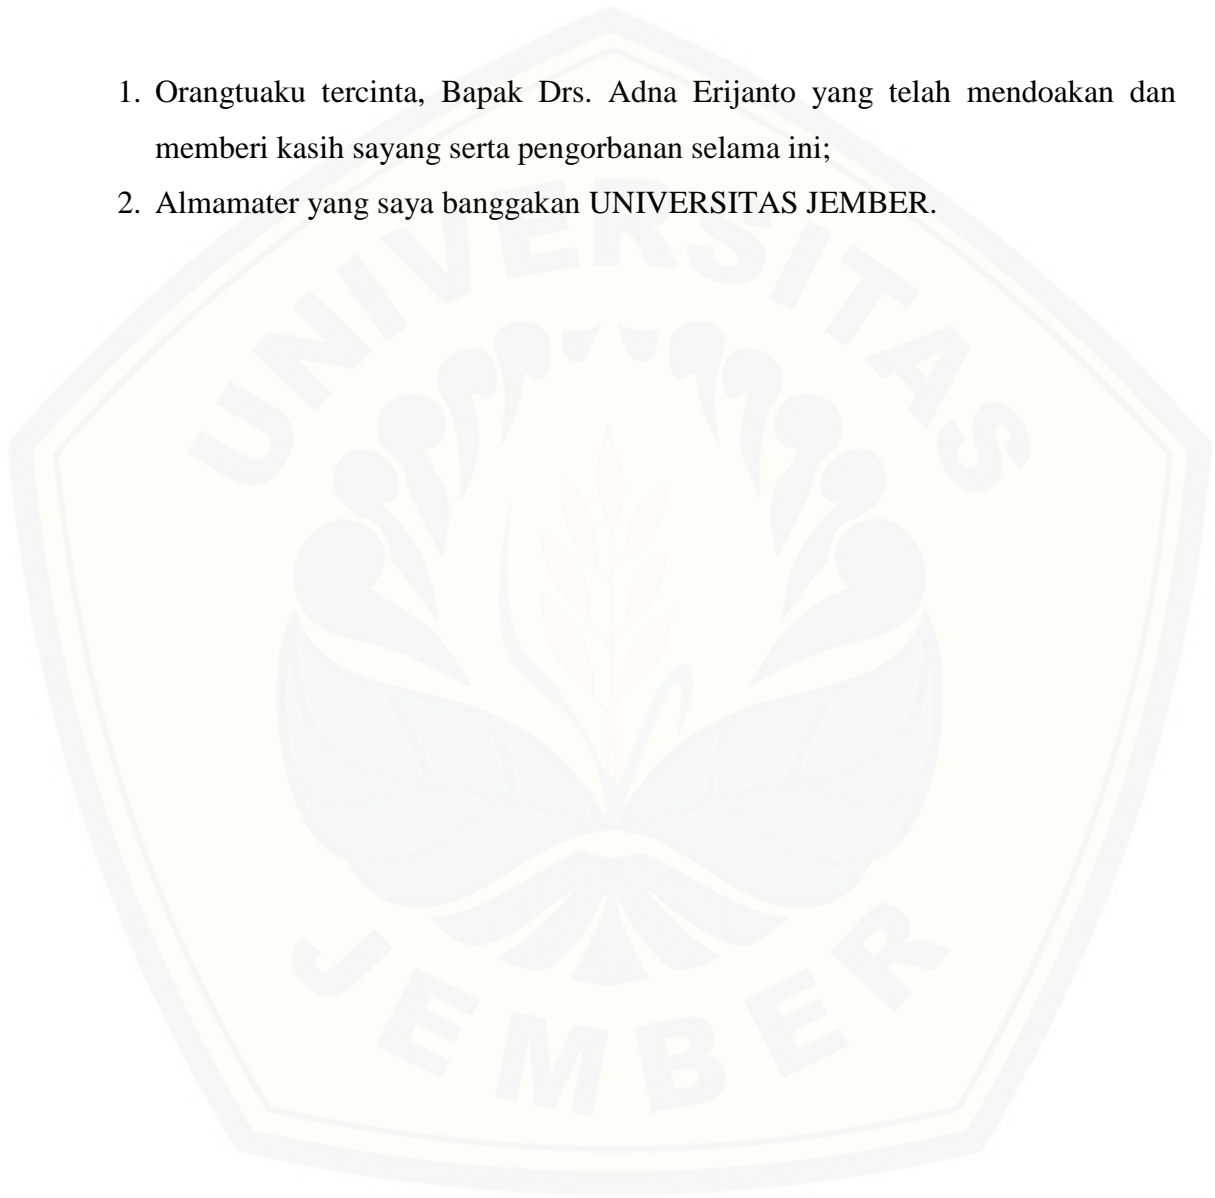 1. Orangtuaku tercinta, Bapak Drs. Adna Erijanto yang telah mendoakan dan
memberi kasih sayang serta pengorbanan selama ini;
2. Almamater yang saya banggakan UNIVERSITAS JEMBER.
UNIVERSITAS
JEMBER